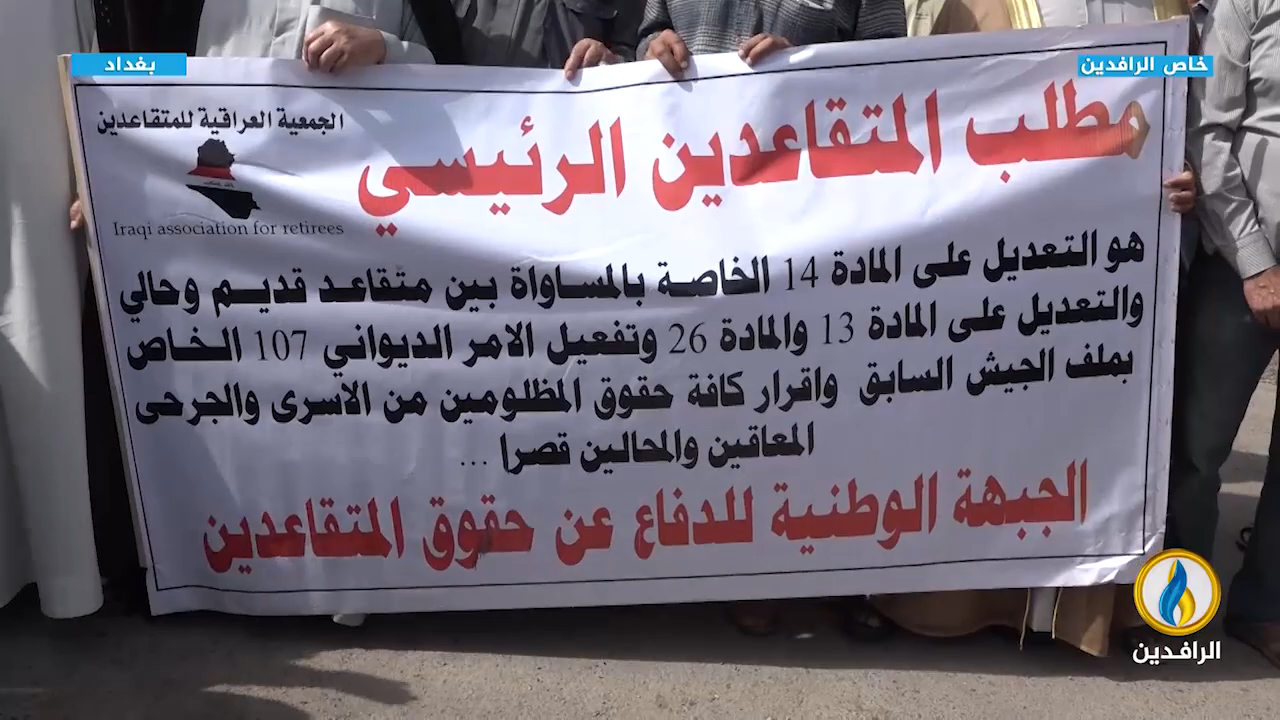 بغداد
خاص الرافدين
الجمعية العراقية للمتقاعدين
Iraqi association for retirees
مطلب المتقاعدين الرئيسي
هو التعديل على المادة 14 الخاصة بالمساواة بين متقاعد قديم وحالي
والتعديل على المادة 13 والمادة 26 وتفعيل الامر الديواني 107 الخاص
بملف الجيش السابق واقرار كافة حقوق المظلومين من الاسرى والجرحى
المعاقين والمحالين قصرا ...
الجبهة الوطنية للدفاع عن حقوق المتقاعدين
الرافدين